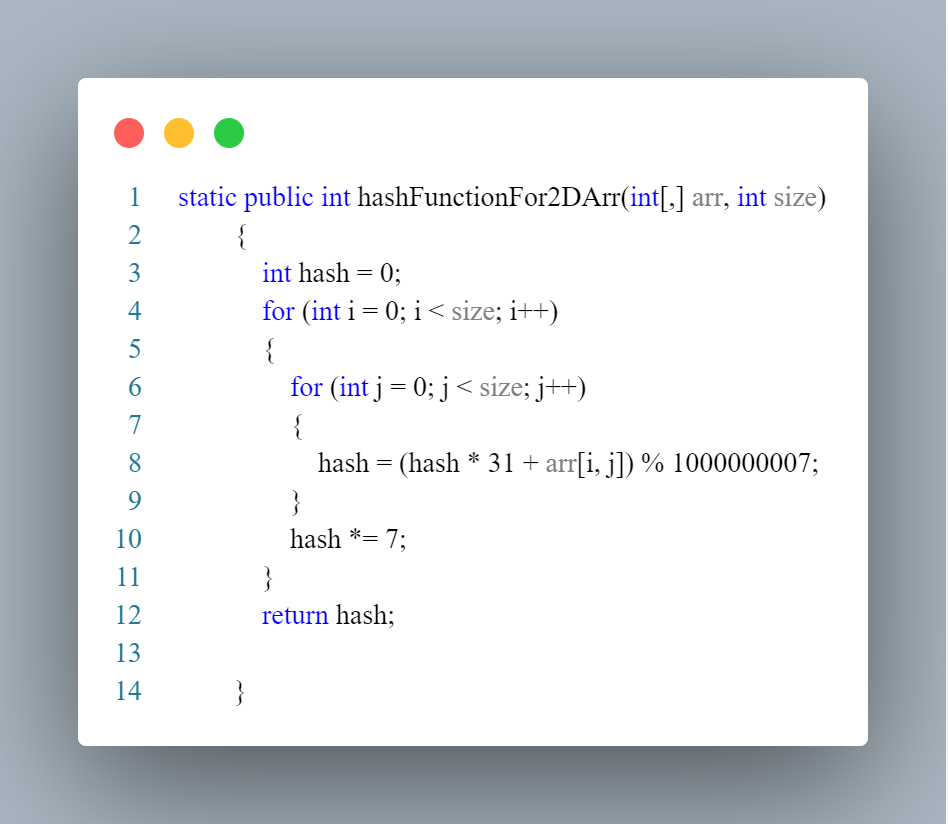 1 static public int hashFunctionFor2DArr(int[,] arr, int size)
2 {
3 int hash = 0;
4 for (int i = 0; i < size; i++)
5 {
6 for (int j = 0; j < size; j++)
7 {
8 hash = (hash * 31 + arr[i, j]) % 1000000007;
9 }
10 hash *= 7;
11 }
12 return hash;
13
14 }